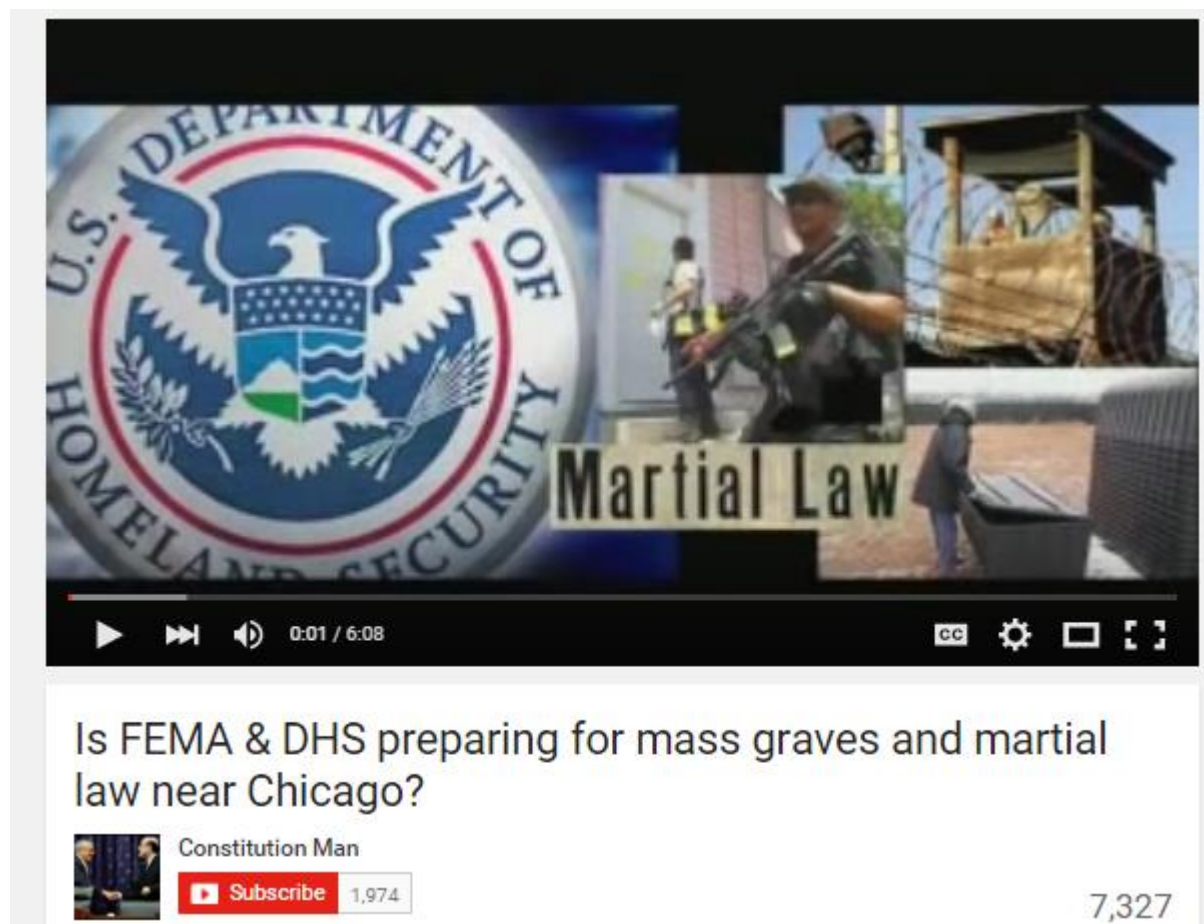 U.S. DEPARTMENT OF
HOMELAND SECURITY
Martial Law
0:01 / 6:08
CC
Is FEMA & DHS preparing for mass graves and martial
law near Chicago?
Constitution Man
Subscribe 1,974
7,327